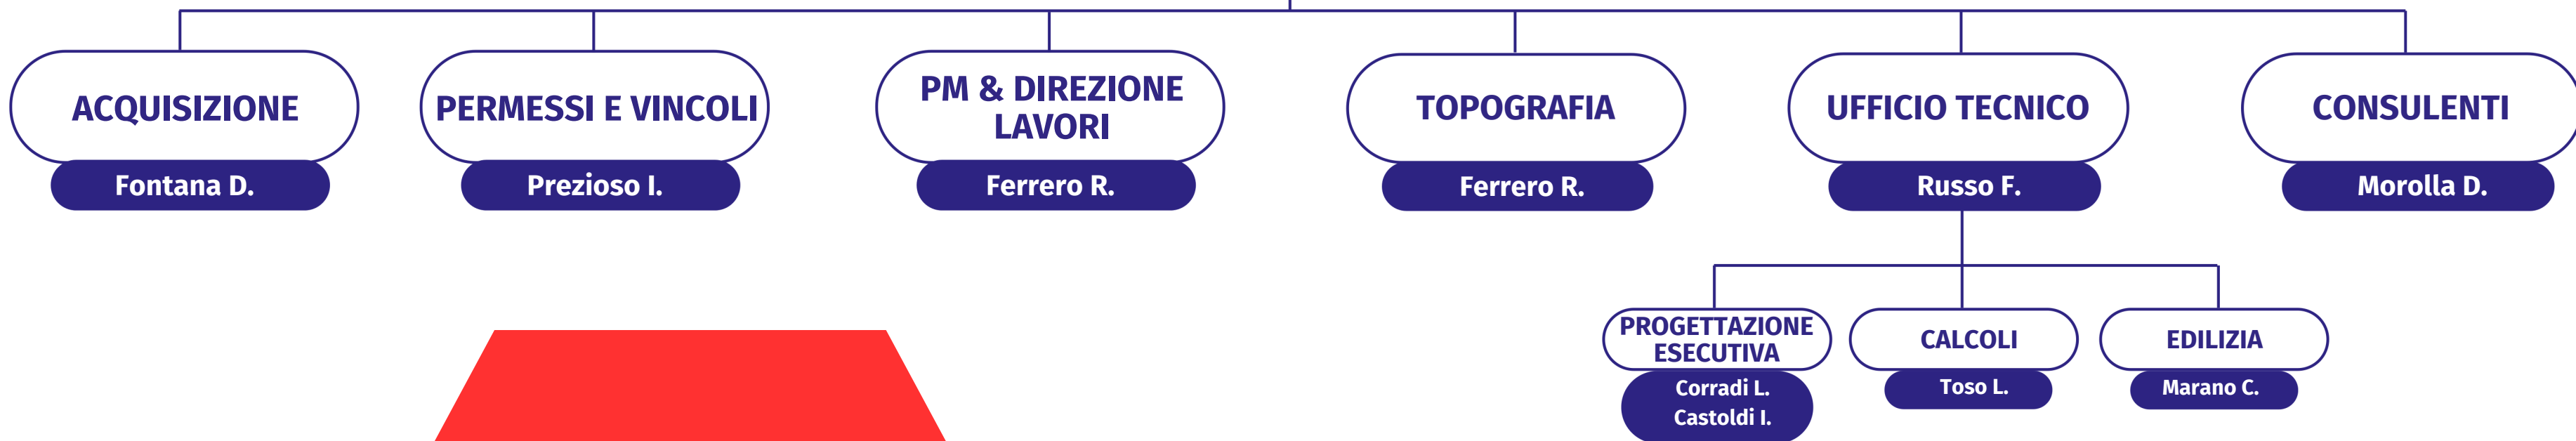 ACQUISIZIONE
Fontana D.
PERMESSI E VINCOLI
Prezioso I.
PM & DIREZIONE
LAVORI
Ferrero R.
TOPOGRAFIA
Ferrero R.
UFFICIO TECNICO
Russo F.
CONSULENTI
Morolla D.
PROGETTAZIONE
ESECUTIVA
Corradi L.
Castoldi I.
CALCOLI
Toso L.
EDILIZIA
Marano C.